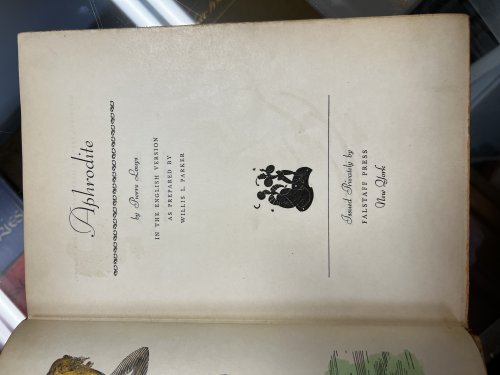 Aphrodite
by Pierre Louys
IN THE ENGLISH VERSION
AS PREPARED BY
WILLIS L. PARKER
Issued Privately by
FALSTAFF PRESS
New York